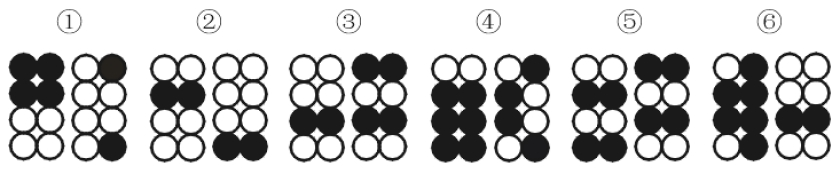 ① ② ③ ④ ⑤ ⑥